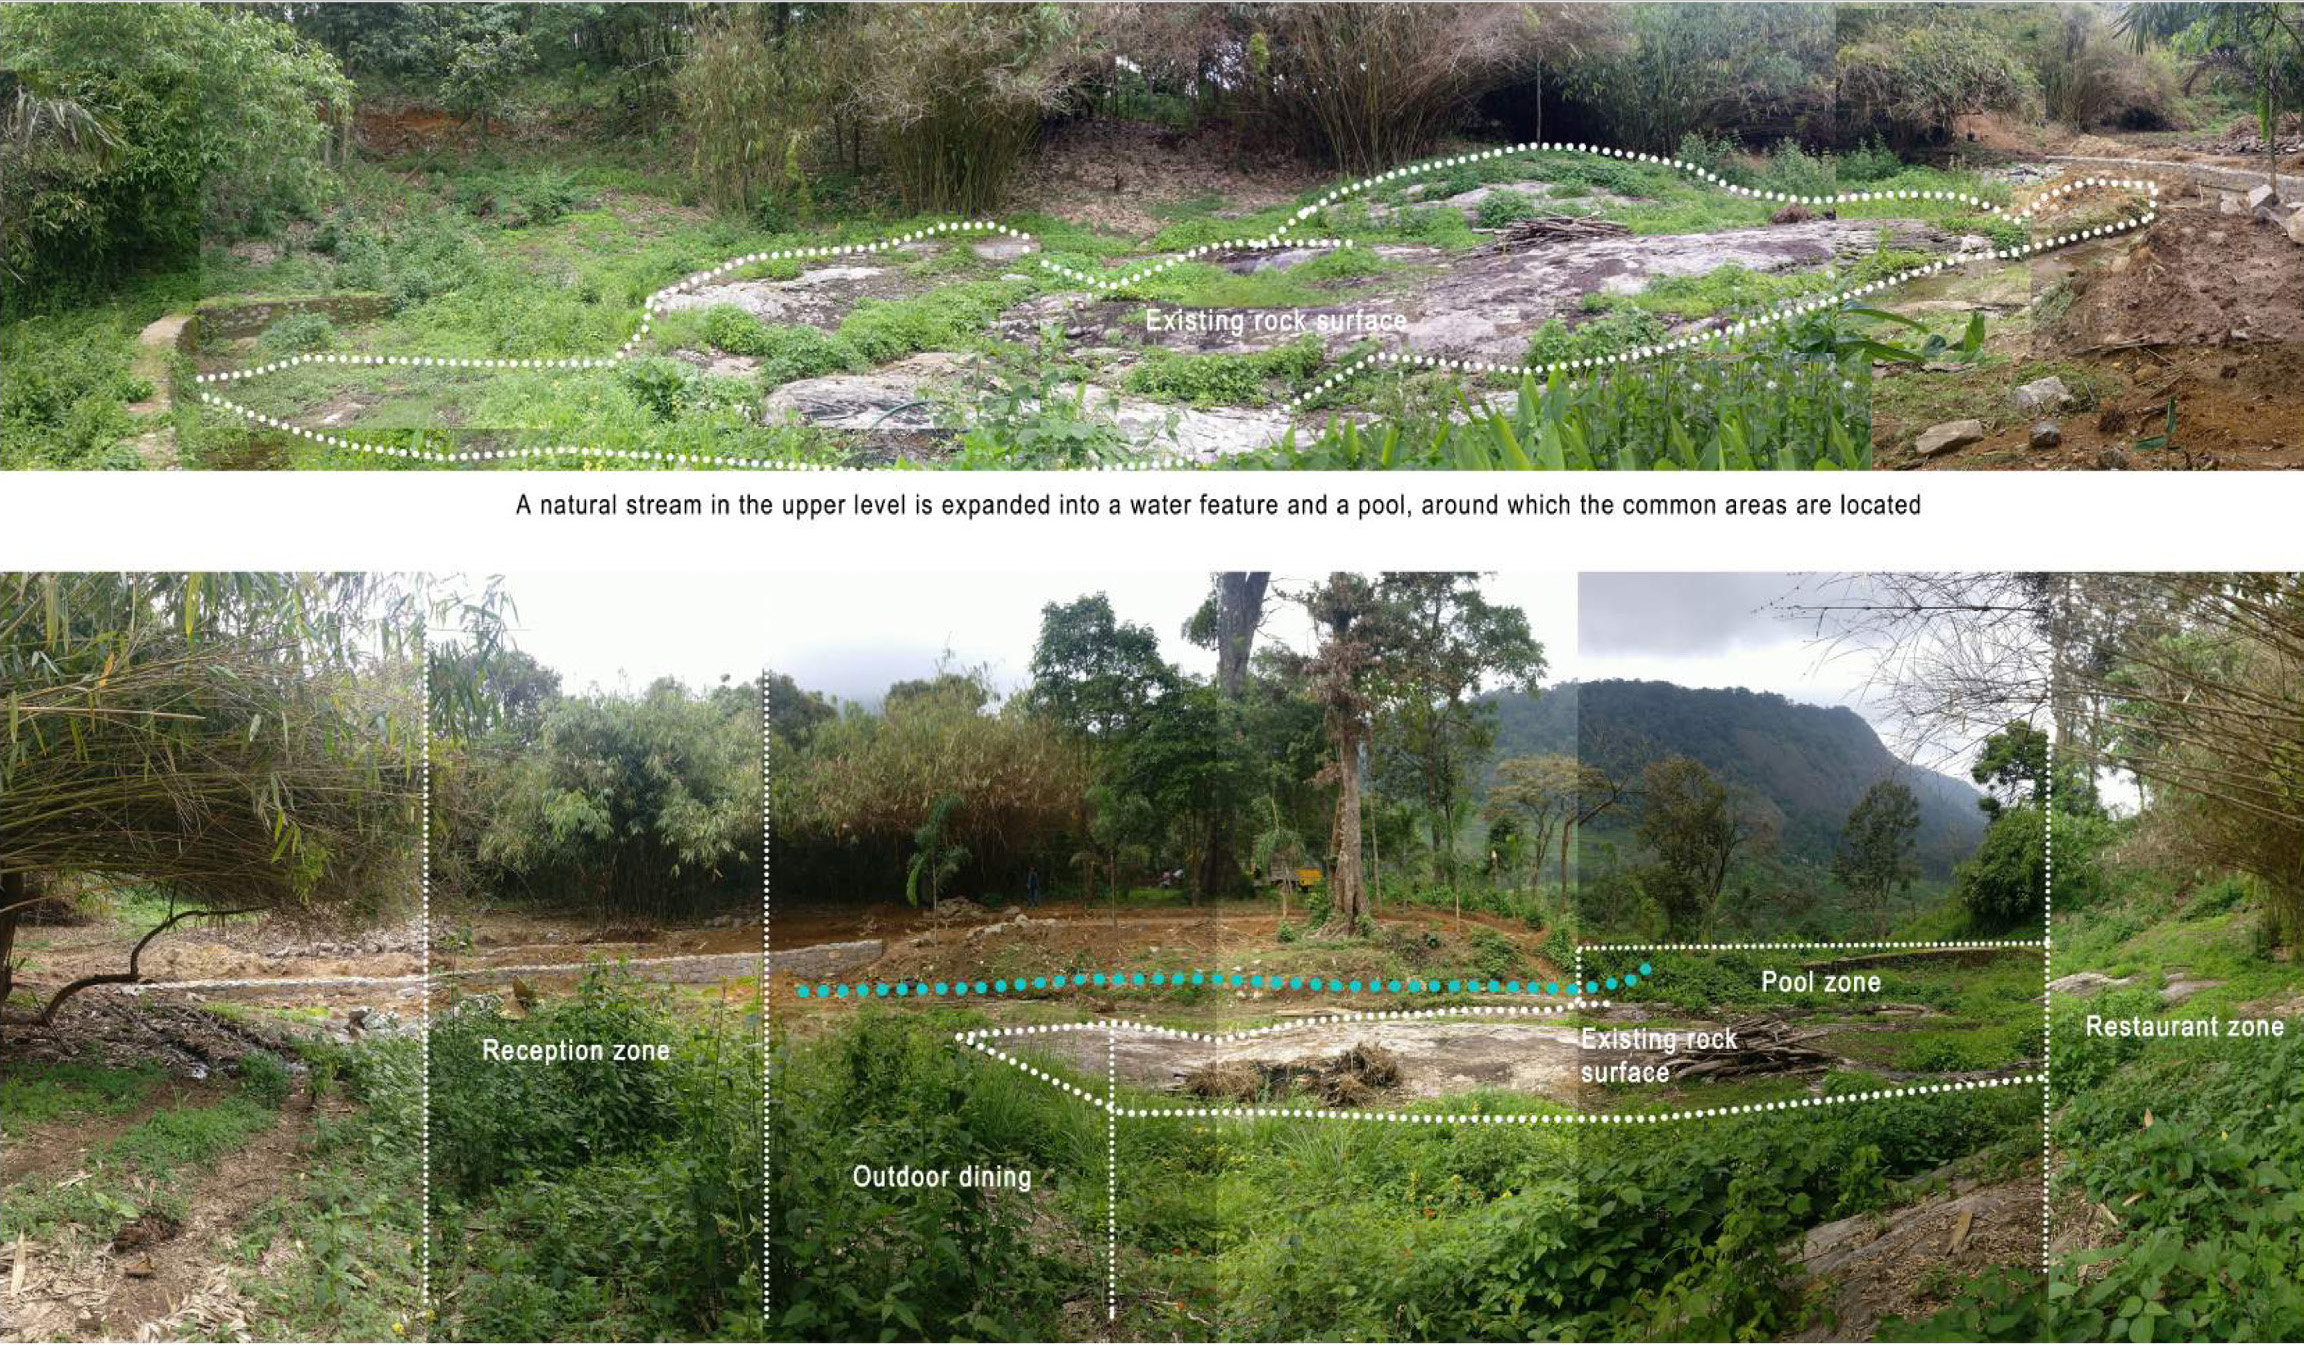 Existing rock surface
A natural stream in the upper level is expanded into a water feature and a pool, around which the common areas are located
Pool zone
Restaurant zone
Existing rock
surface
Reception zone
Outdoor dining